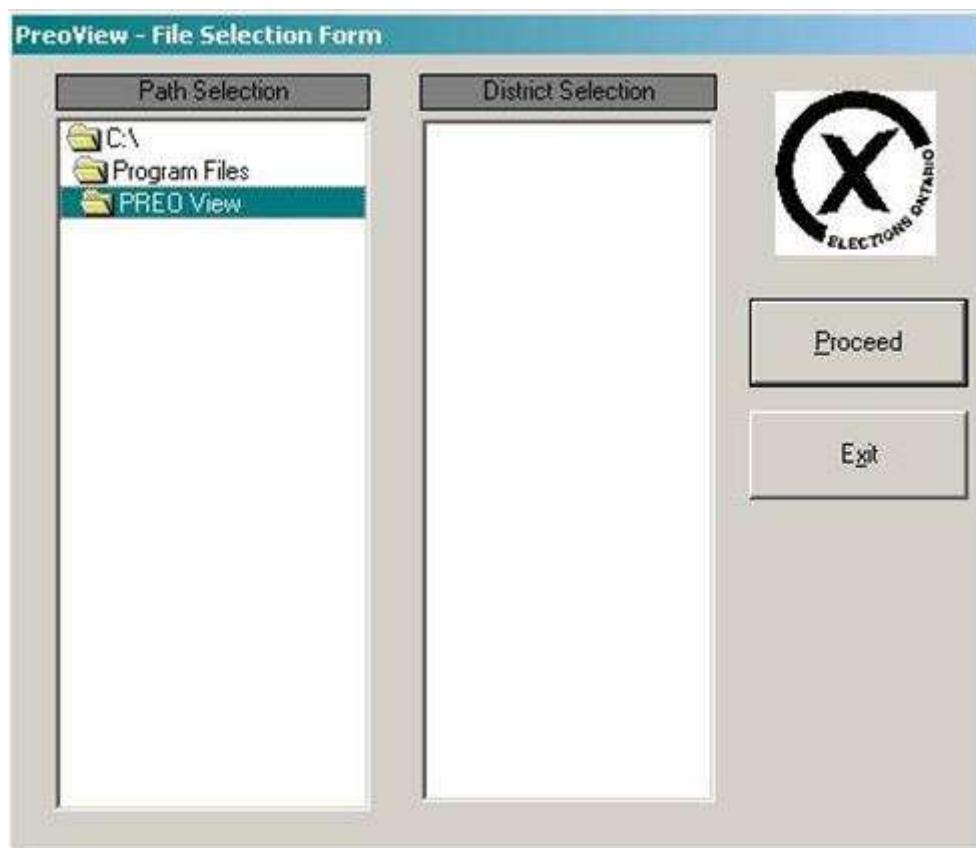 PreoView - File Selection Form
Path Selection
District Selection
C:\
Program Files
PREO View
X
ELECTIONS ONTARIO
Proceed
Exit